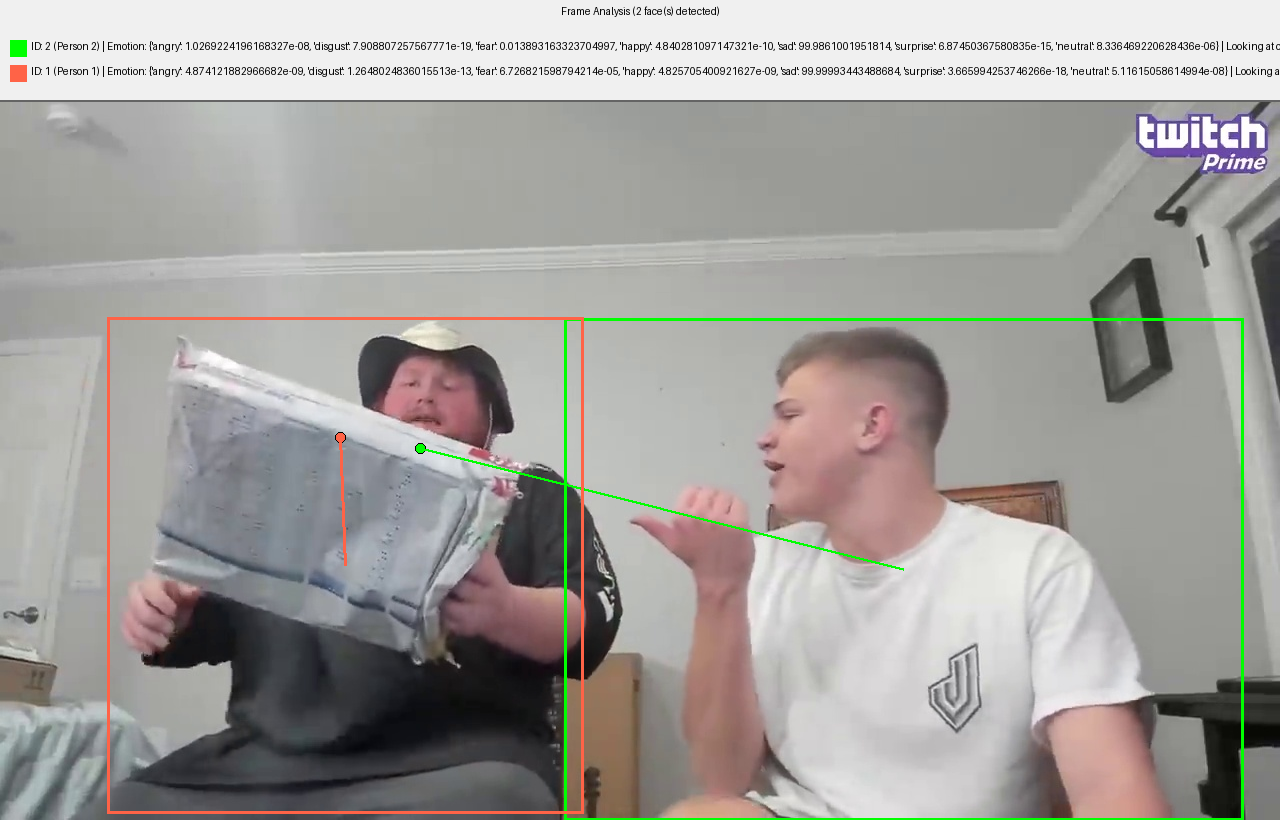 Frame Analysis (2 face(s) detected)
ID: 2 (Person 2) | Emotion: {'angry': 1.0269224196168327e-08, 'disgust': 7.908807257567771e-19, 'fear': 0.013893163323704997, 'happy': 4.840281097147321e-10, 'sad': 99.9861001951814, 'surprise': 6.87450367580835e-15, 'neutral': 8.336469220628436e-06} | Looking at
ID: 1 (Person 1) | Emotion: {'angry': 4.874121882966682e-09, 'disgust': 1.2648024836015513e-13, 'fear': 6.726821598794214e-05, 'happy': 4.825705400921627e-09, 'sad': 99.99993443488684, 'surprise': 3.665994253746266e-18, 'neutral': 5.11615058614994e-08} | Looking a
twitch
Prime
J